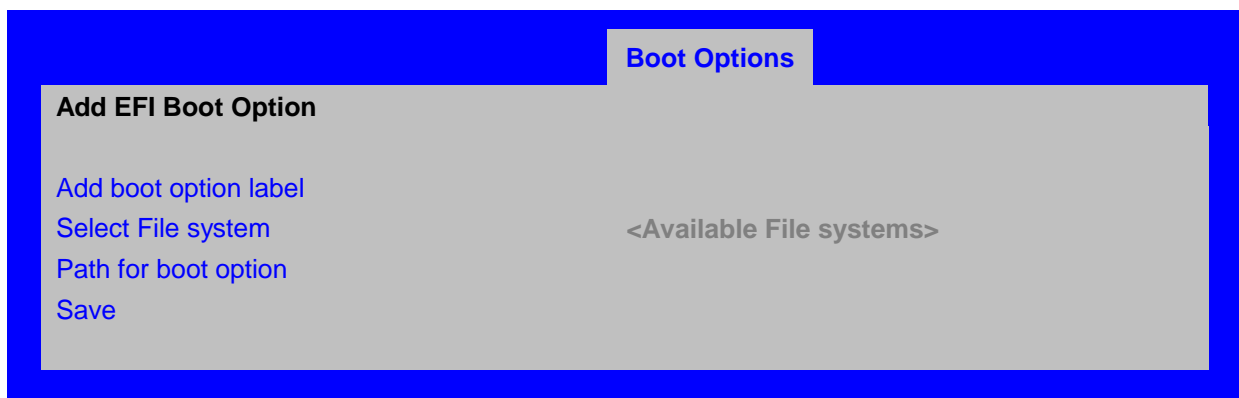 Boot Options
Add EFI Boot Option
Add boot option label
Select File system <Available File systems>
Path for boot option
Save